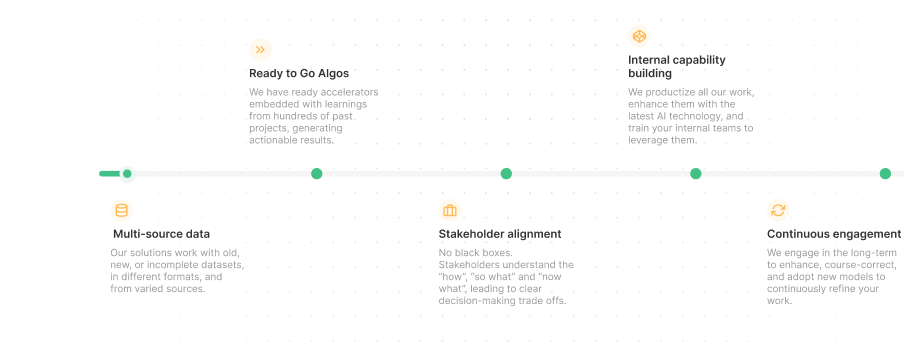 Ready to Go Algos
We have ready accelerators
embedded with learnings
from hundreds of past
projects, generating
actionable results.
Internal capability
building
We productize all our work,
enhance them with the
latest AI technology, and
train your internal teams to
leverage them.
Multi-source data
Our solutions work with old,
new, or incomplete datasets,
in different formats, and
from varied sources.
Stakeholder alignment
No black boxes.
Stakeholders understand the
“how”, “so what” and “now
what”, leading to clear
decision-making trade offs.
Continuous engagement
We engage in the long-term
to enhance, course-correct,
and adopt new models to
continuously refine your
work.